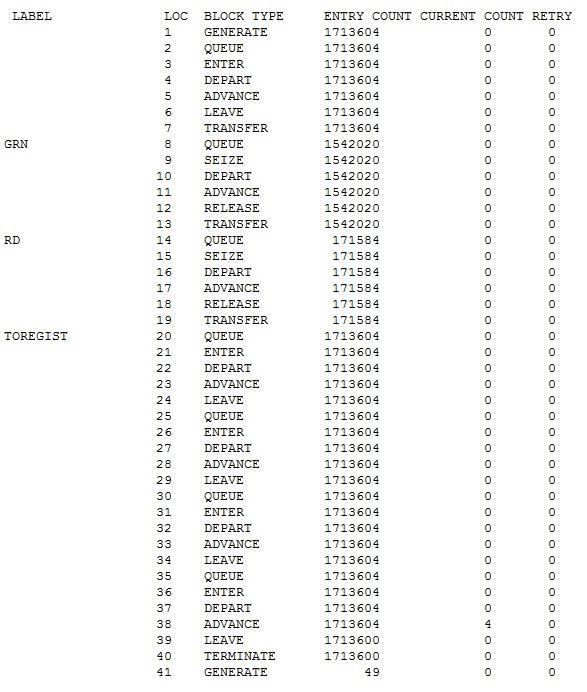 LABEL LOC BLOCK TYPE ENTRY COUNT CURRENT COUNT RETRY
1 GENERATE 1713604 0 0
2 QUEUE 1713604 0 0
3 ENTER 1713604 0 0
4 DEPART 1713604 0 0
5 ADVANCE 1713604 0 0
6 LEAVE 1713604 0 0
7 TRANSFER 1713604 0 0
GRN 8 QUEUE 1542020 0 0
9 SEIZE 1542020 0 0
10 DEPART 1542020 0 0
11 ADVANCE 1542020 0 0
12 RELEASE 1542020 0 0
13 TRANSFER 1542020 0 0
RD 14 QUEUE 171584 0 0
15 SEIZE 171584 0 0
16 DEPART 171584 0 0
17 ADVANCE 171584 0 0
18 RELEASE 171584 0 0
19 TRANSFER 171584 0 0
TOREGIST 20 QUEUE 1713604 0 0
21 ENTER 1713604 0 0
22 DEPART 1713604 0 0
23 ADVANCE 1713604 0 0
24 LEAVE 1713604 0 0
25 QUEUE 1713604 0 0
26 ENTER 1713604 0 0
27 DEPART 1713604 0 0
28 ADVANCE 1713604 0 0
29 LEAVE 1713604 0 0
30 QUEUE 1713604 0 0
31 ENTER 1713604 0 0
32 DEPART 1713604 0 0
33 ADVANCE 1713604 0 0
34 LEAVE 1713604 0 0
35 QUEUE 1713604 0 0
36 ENTER 1713604 0 0
37 DEPART 1713604 0 0
38 ADVANCE 1713604 4 0
39 LEAVE 1713600 0 0
40 TERMINATE 1713600 0 0
41 GENERATE 49 0 0